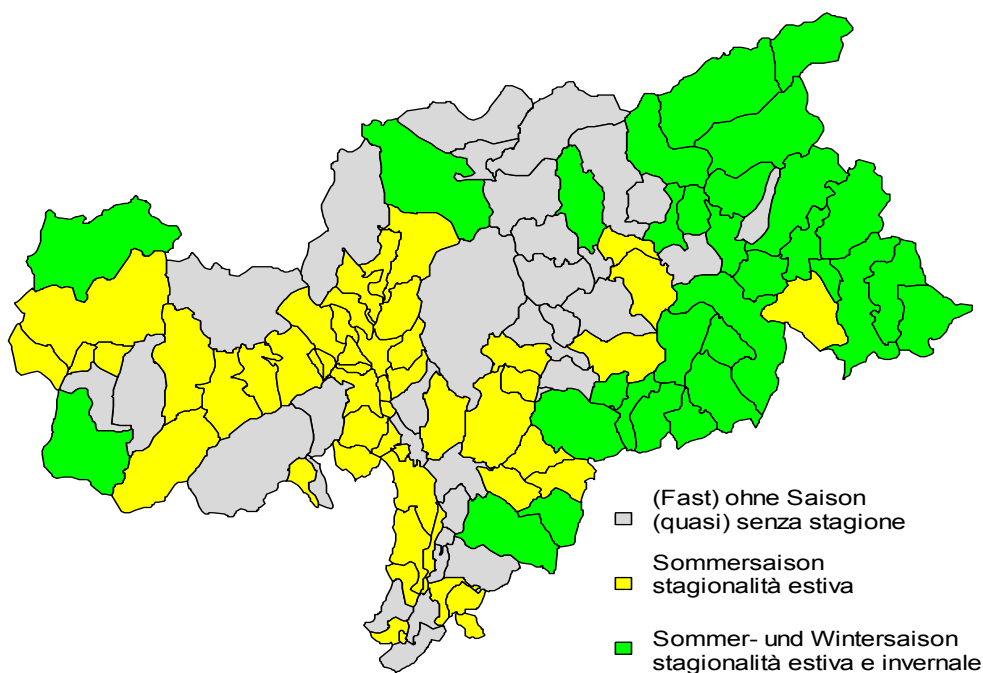 (Fast) ohne Saison
(quasi) senza stagione
Sommersaison
stagionalità estiva
Sommer- und Wintersaison
stagionalità estiva e invernale